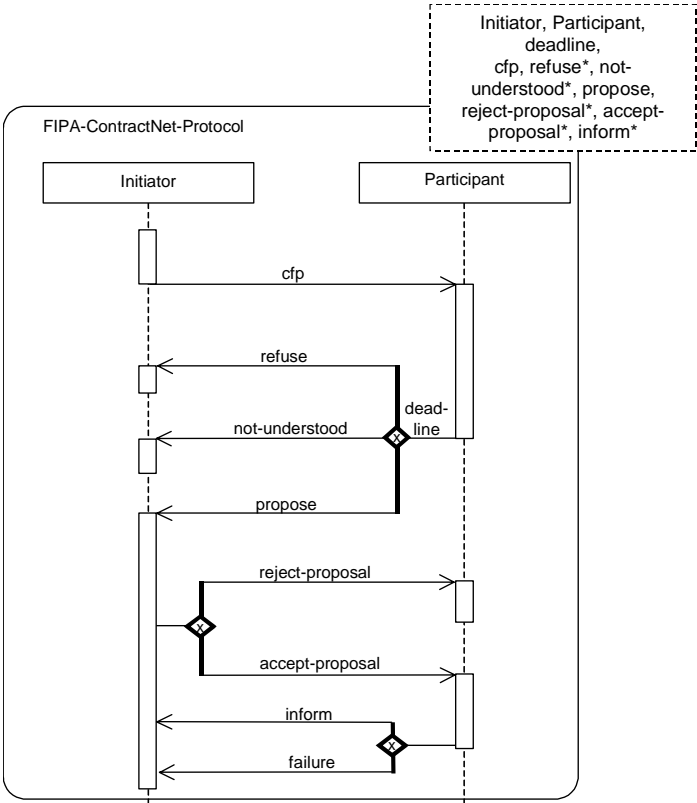 Initiator, Participant,
deadline,
cfp, refuse*, not-
understood*, propose,
reject-proposal*, accept-
proposal*, inform*
FIPA-ContractNet-Protocol
Initiator
Participant
cfp
refuse
dead-
line
not-understood
x
propose
reject-proposal
x
accept-proposal
inform
x
failure